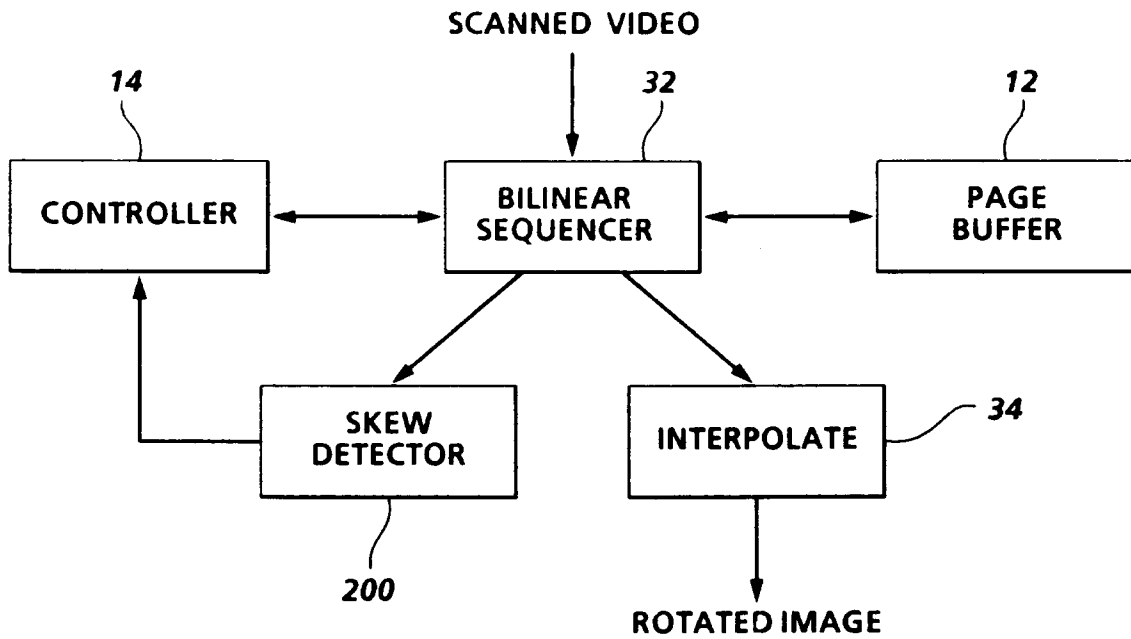 SCANNED VIDEO
14
32
12
CONTROLLER
BILINEAR
SEQUENCER
PAGE
BUFFER
SKEW
DETECTOR
INTERPOLATE
34
200
ROTATED IMAGE